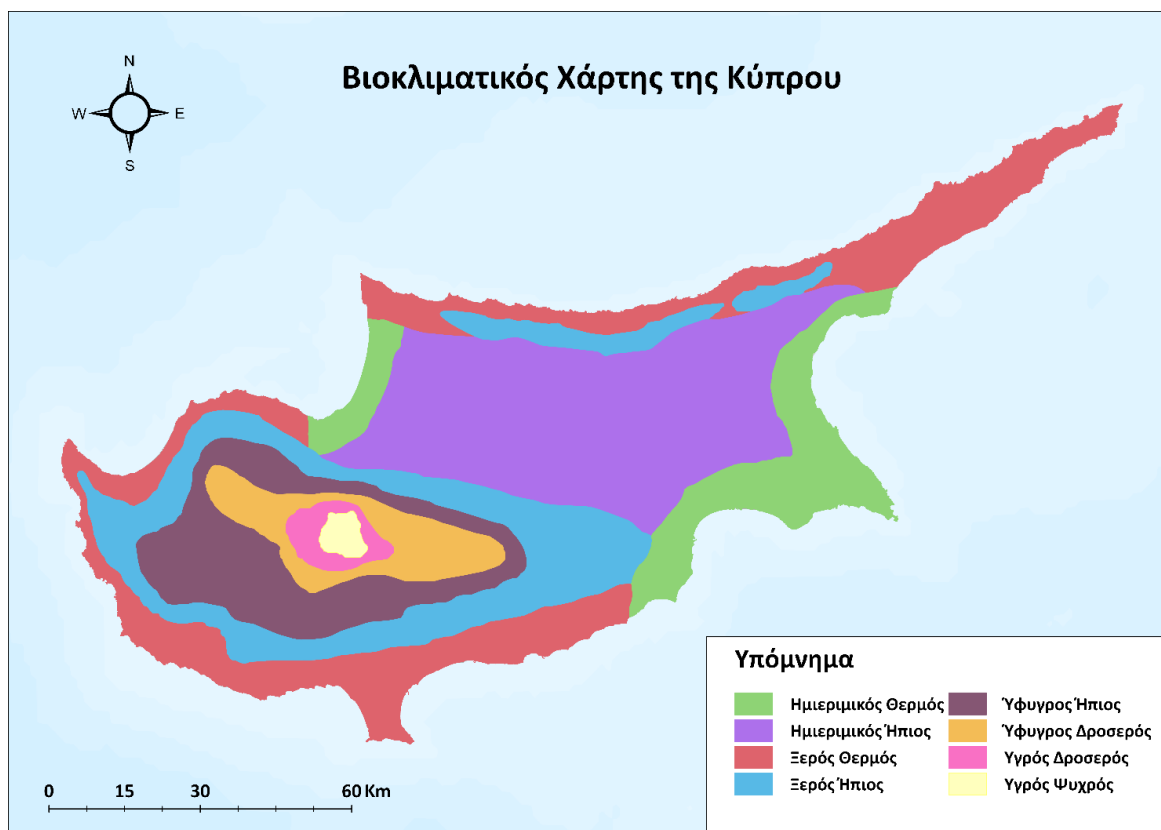 Βιοκλιματικός Χάρτης της Κύπρου
N
W E
S
Υπόμνημα
Ημιεριμικός Θερμός
Ημιεριμικός Ήπιος
Ξερός Θερμός
Ξερός Ήπιος
Ύφυγρος Ήπιος
Ύφυγρος Δροσερός
Υγρός Δροσερός
Υγρός Ψυχρός
0 15 30 60 Km